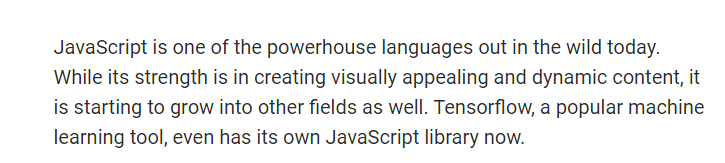 JavaScript is one of the powerhouse languages out in the wild today.
While its strength is in creating visually appealing and dynamic content, it
is starting to grow into other fields as well. Tensorflow, a popular machine
learning tool, even has its own JavaScript library now.